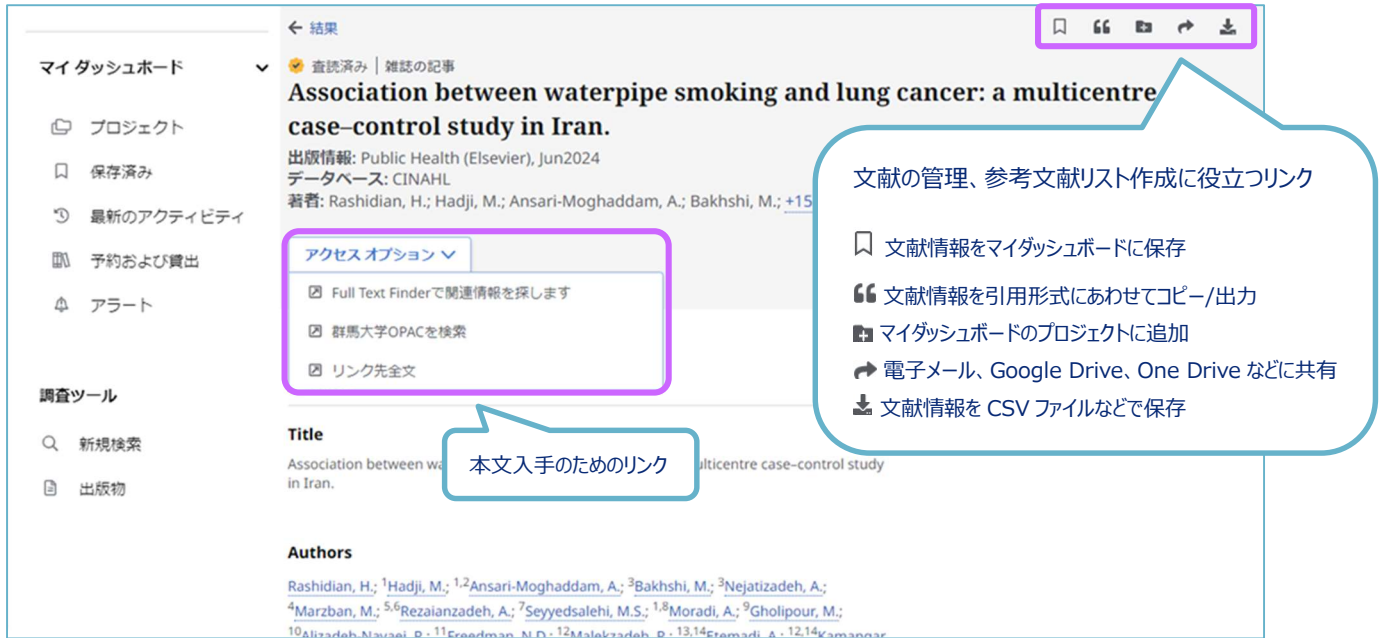 マイ ダッシュボード
プロジェクト
保存済み
最新のアクティビティ
予約および貸出
アラート
調査ツール
新規検索
出版物
← 結果
査読済み | 雑誌の記事
Association between waterpipe smoking and lung cancer: a multicentre
case–control study in Iran.
出版情報: Public Health (Elsevier), Jun2024
データベース: CINAHL
著者: Rashidian, H.; Hadji, M.; Ansari-Moghaddam, A.; Bakhshi, M.; +15
アクセス オプション
Full Text Finderで関連情報を探します
群馬大学OPACを検索
リンク先全文
本文入手のためのリンク
文献の管理、参考文献リスト作成に役立つリンク
文献情報をマイダッシュボードに保存
文献情報を引用形式にあわせてコピー/出力
マイダッシュボードのプロジェクトに追加
電子メール、Google Drive、One Drive などに共有
文献情報を CSV ファイルなどで保存
Title
Association between wa ulticentre case–control study
in Iran.
Authors
Rashidian, H.; 1Hadji, M.; 1,2Ansari-Moghaddam, A.; 3Bakhshi, M.; 3Nejatizadeh, A.;
4Marzban, M.; 5,6Rezaianzadeh, A.; 7Seyyedsalehi, M.S.; 1,8Moradi, A.; 9Gholipour, M.;
10Alizadeh-Navaei, R.; 11Freedman, N.D.; 12Malekzadeh, R.; 13,14Etemadi, A.; 12,14Kamangar,